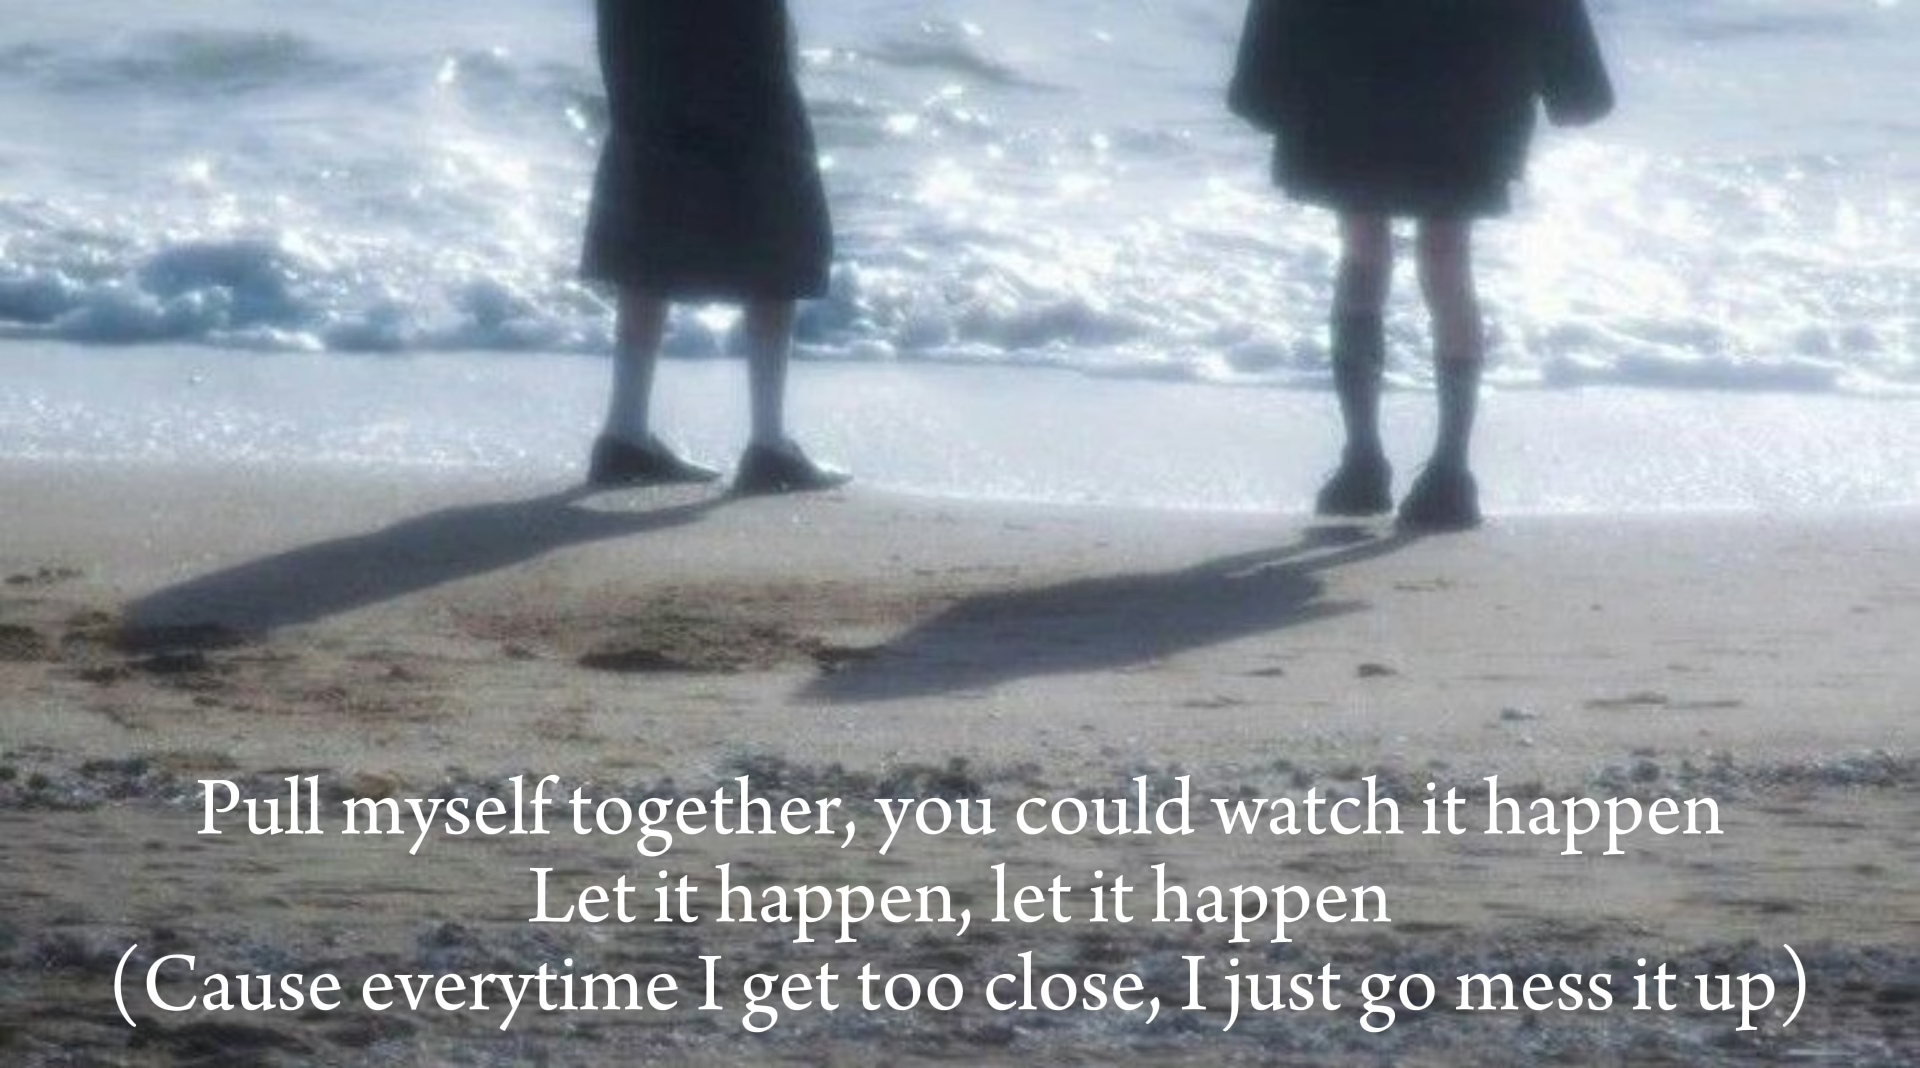 Pull myself together, you could watch it happen
Let it happen, let it happen
(Cause everytime I get too close, I just go mess it up)